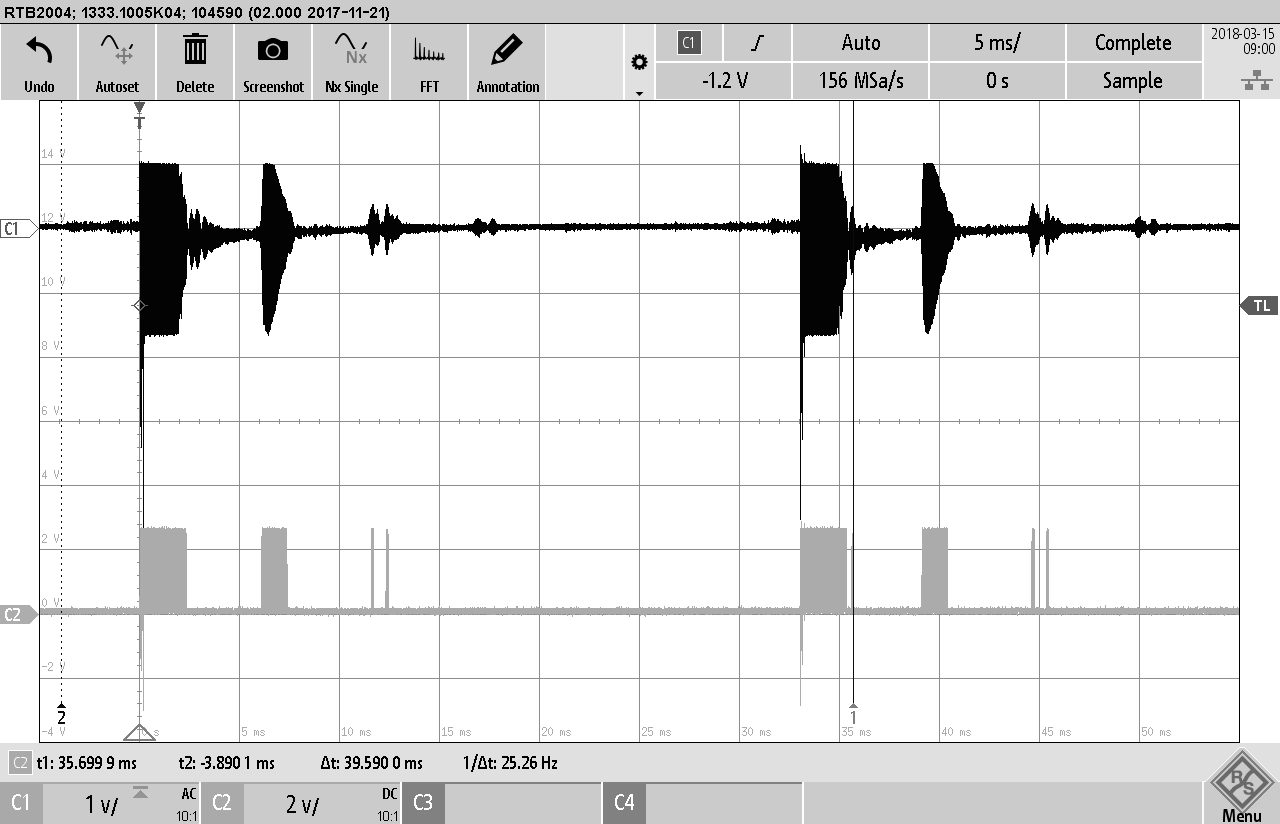 RTB2004; 1333.1005K04; 104590 (02.000 2017-11-21)
Undo
Autoset
Delete
Screenshot
Nx
Nx Single
FFT
Annotation
C1
Auto
5 ms/
Complete
-1.2 V
156 MSa/s
0 s
Sample
2018-03-15
09:00
T
14 V
12 V
C1
10 V
TL
8 V
6 V
4 V
2 V
0 V
C2
-2 V
2
1
-4 V
0 s
5 ms
10 ms
15 ms
20 ms
25 ms
30 ms
35 ms
40 ms
45 ms
50 ms
C2 t1: 35.699 9 ms t2: -3.890 1 ms Δt: 39.590 0 ms 1/Δt: 25.26 Hz
C1 1 V/ AC 10:1
C2 2 V/ DC 10:1
C3
C4
R S
Menu